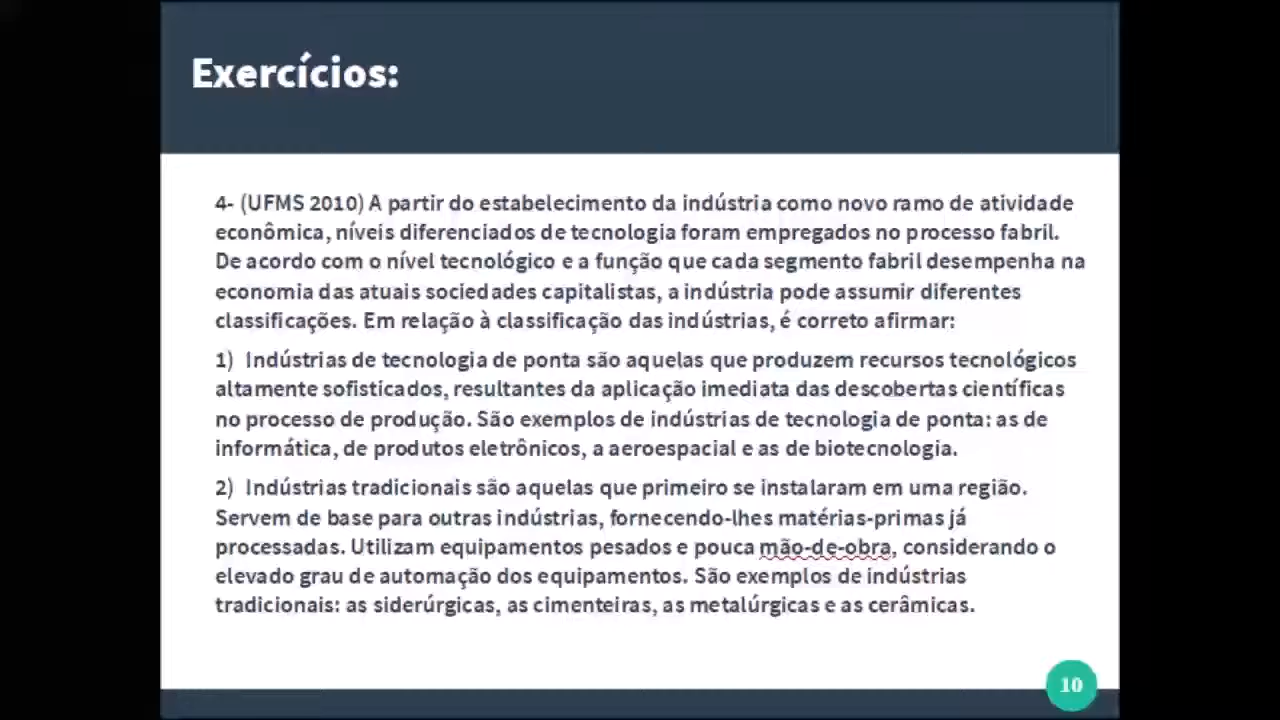 Exercícios:
4- (UFMS 2010) A partir do estabelecimento da indústria como novo ramo de atividade
econômica, níveis diferenciados de tecnologia foram empregados no processo fabril.
De acordo com o nível tecnológico e a função que cada segmento fabril desempenha na
economia das atuais sociedades capitalistas, a indústria pode assumir diferentes
classificações. Em relação à classificação das indústrias, é correto afirmar:
1) Indústrias de tecnologia de ponta são aquelas que produzem recursos tecnológicos
altamente sofisticados, resultantes da aplicação imediata das descobertas científicas
no processo de produção. São exemplos de indústrias de tecnologia de ponta: as de
informática, de produtos eletrônicos, a aeroespacial e as de biotecnologia.
2) Indústrias tradicionais são aquelas que primeiro se instalaram em uma região.
Servem de base para outras indústrias, fornecendo-lhes matérias-primas já
processadas. Utilizam equipamentos pesados e pouca mão-de-obra, considerando o
elevado grau de automação dos equipamentos. São exemplos de indústrias
tradicionais: as siderúrgicas, as cimenteiras, as metalúrgicas e as cerâmicas.
10